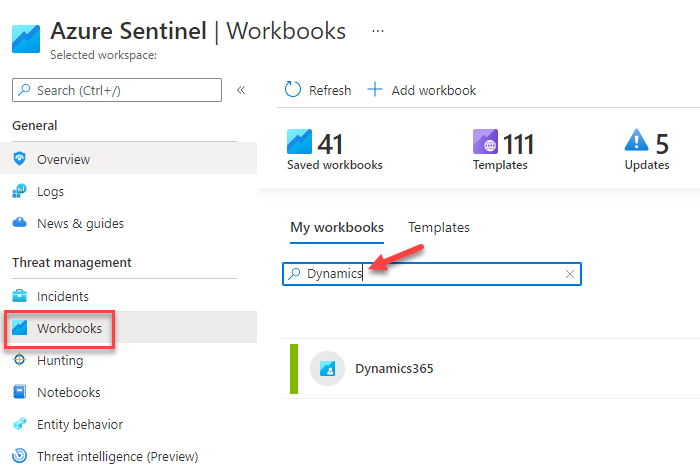 Azure Sentinel | Workbooks ...
Selected workspace:
Search (Ctrl+/) «
Refresh + Add workbook
General
Overview
Logs
News & guides
Threat management
Incidents
Workbooks
Hunting
Notebooks
Entity behavior
Threat intelligence (Preview)
41
Saved workbooks
111
Templates
5
Updates
My workbooks Templates
Dynamics
Dynamics365